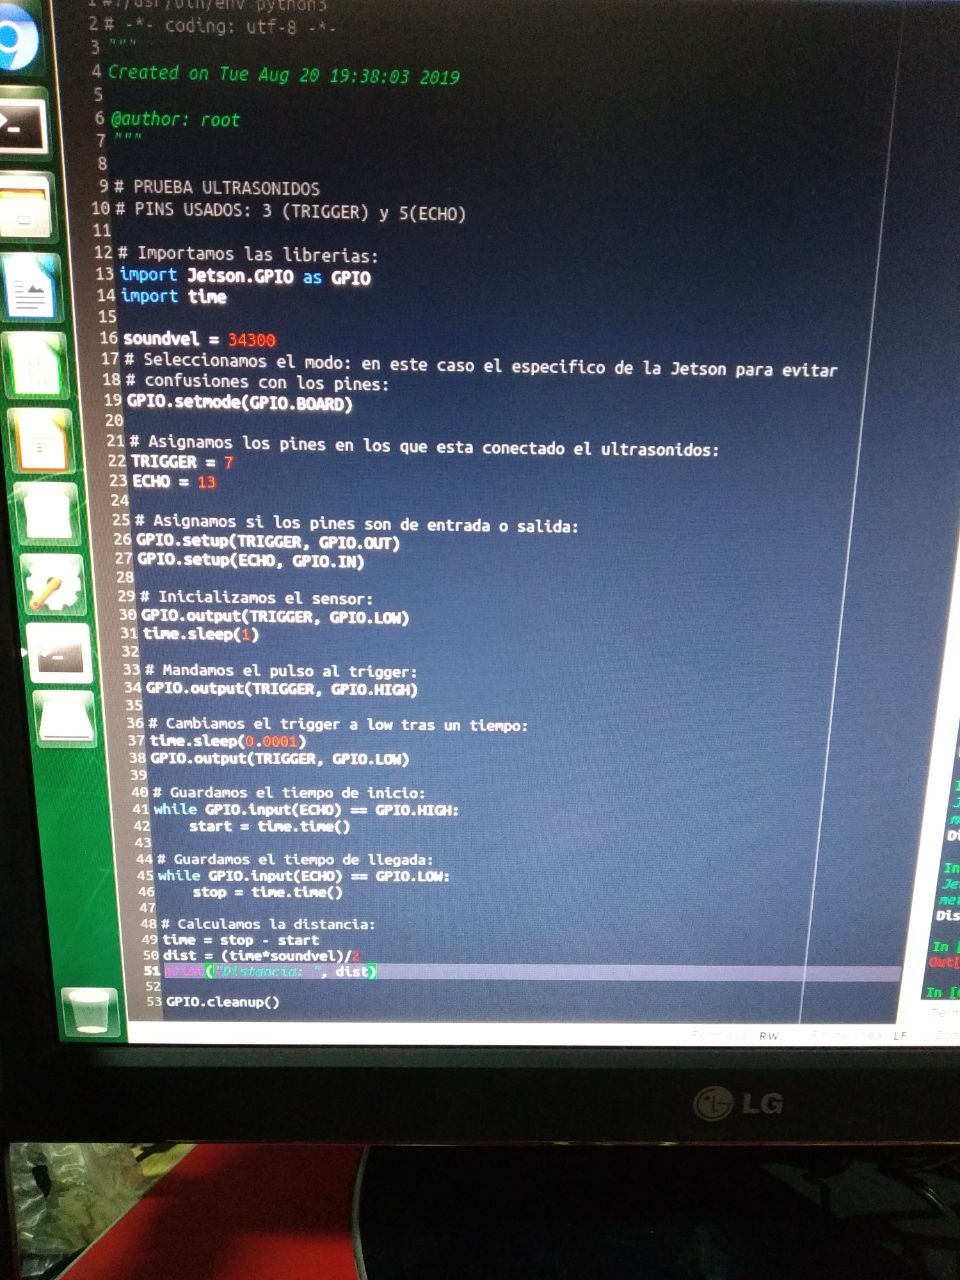 1 #!/usr/bin/env python3
2 # -*- coding: utf-8 -*-
3 """
4 Created on Tue Aug 20 19:38:03 2019
5
6 @author: root
7 """
8
9 # PRUEBA ULTRASONIDOS
10 # PINS USADOS: 3 (TRIGGER) y 5(ECHO)
11
12 # Importamos las librerias:
13 import Jetson.GPIO as GPIO
14 import time
15
16 soundvel = 34300
17 # Seleccionamos el modo: en este caso el especifico de la Jetson para evitar
18 # confusiones con los pines:
19 GPIO.setmode(GPIO.BOARD)
20
21 # Asignamos los pines en los que esta conectado el ultrasonidos:
22 TRIGGER = 7
23 ECHO = 13
24
25 # Asignamos si los pines son de entrada o salida:
26 GPIO.setup(TRIGGER, GPIO.OUT)
27 GPIO.setup(ECHO, GPIO.IN)
28
29 # Inicializamos el sensor:
30 GPIO.output(TRIGGER, GPIO.LOW)
31 time.sleep(1)
32
33 # Mandamos el pulso al trigger:
34 GPIO.output(TRIGGER, GPIO.HIGH)
35
36 # Cambiamos el trigger a low tras un tiempo:
37 time.sleep(0.0001)
38 GPIO.output(TRIGGER, GPIO.LOW)
39
40 # Guardamos el tiempo de inicio:
41 while GPIO.input(ECHO) == GPIO.HIGH:
42 start = time.time()
43
44 # Guardamos el tiempo de llegada:
45 while GPIO.input(ECHO) == GPIO.LOW:
46 stop = time.time()
47
48 # Calculamos la distancia:
49 time = stop - start
50 dist = (time*soundvel)/2
51 print("Distancia: ", dist)
52
53 GPIO.cleanup()
RW
LF
In
Je
met
Dis
In [
Out[
In [
LG